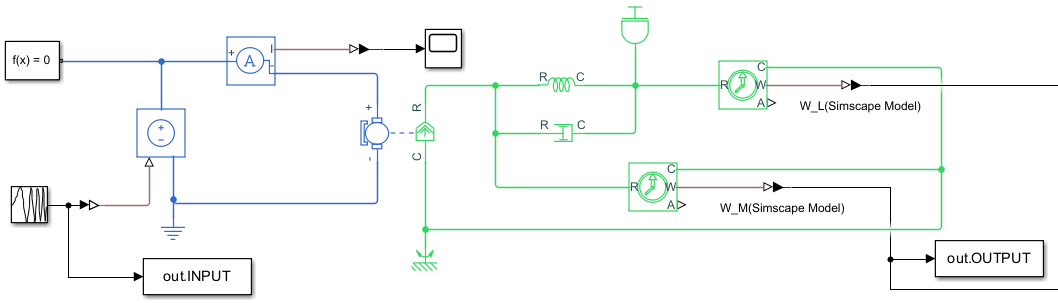 f(x) = 0
+
A
I
-
+
-
+
-
R
C
R
C
R
C
R
C
W
A
W_L(Simscape Model)
R
C
W
A
W_M(Simscape Model)
out.INPUT
out.OUTPUT